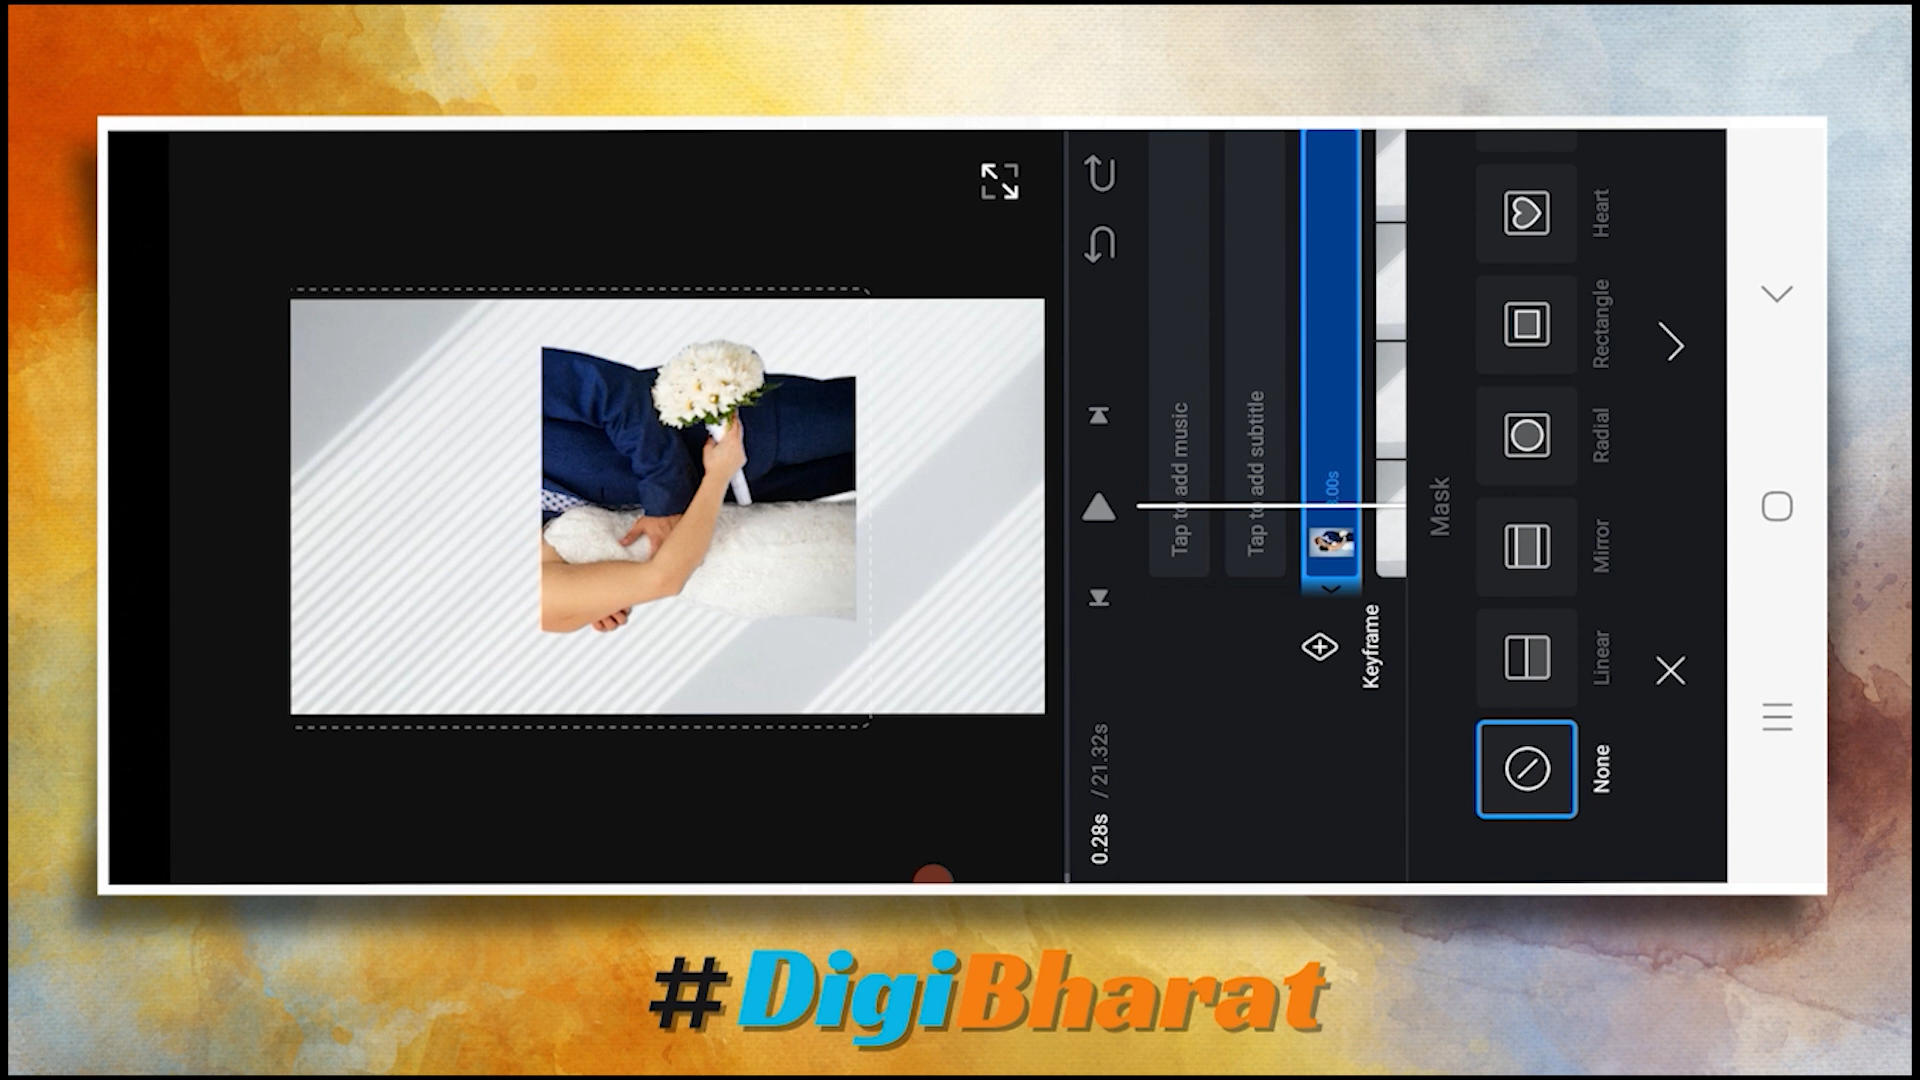 0.28s / 21.32s
Tap to add music
Tap to add subtitle
Keyframe
Mask
None
Linear
Mirror
Radial
Rectangle
Heart
#DigiBharat